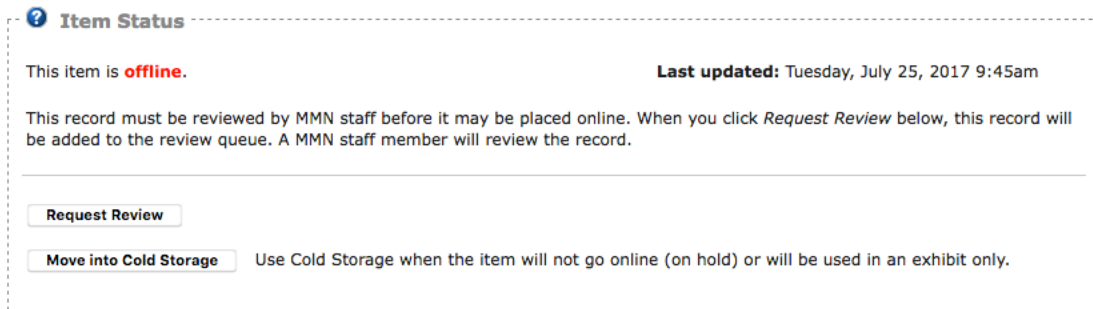 ? Item Status
This item is offline. Last updated: Tuesday, July 25, 2017 9:45am
This record must be reviewed by MMN staff before it may be placed online. When you click Request Review below, this record will
be added to the review queue. A MMN staff member will review the record.
Request Review
Move into Cold Storage Use Cold Storage when the item will not go online (on hold) or will be used in an exhibit only.